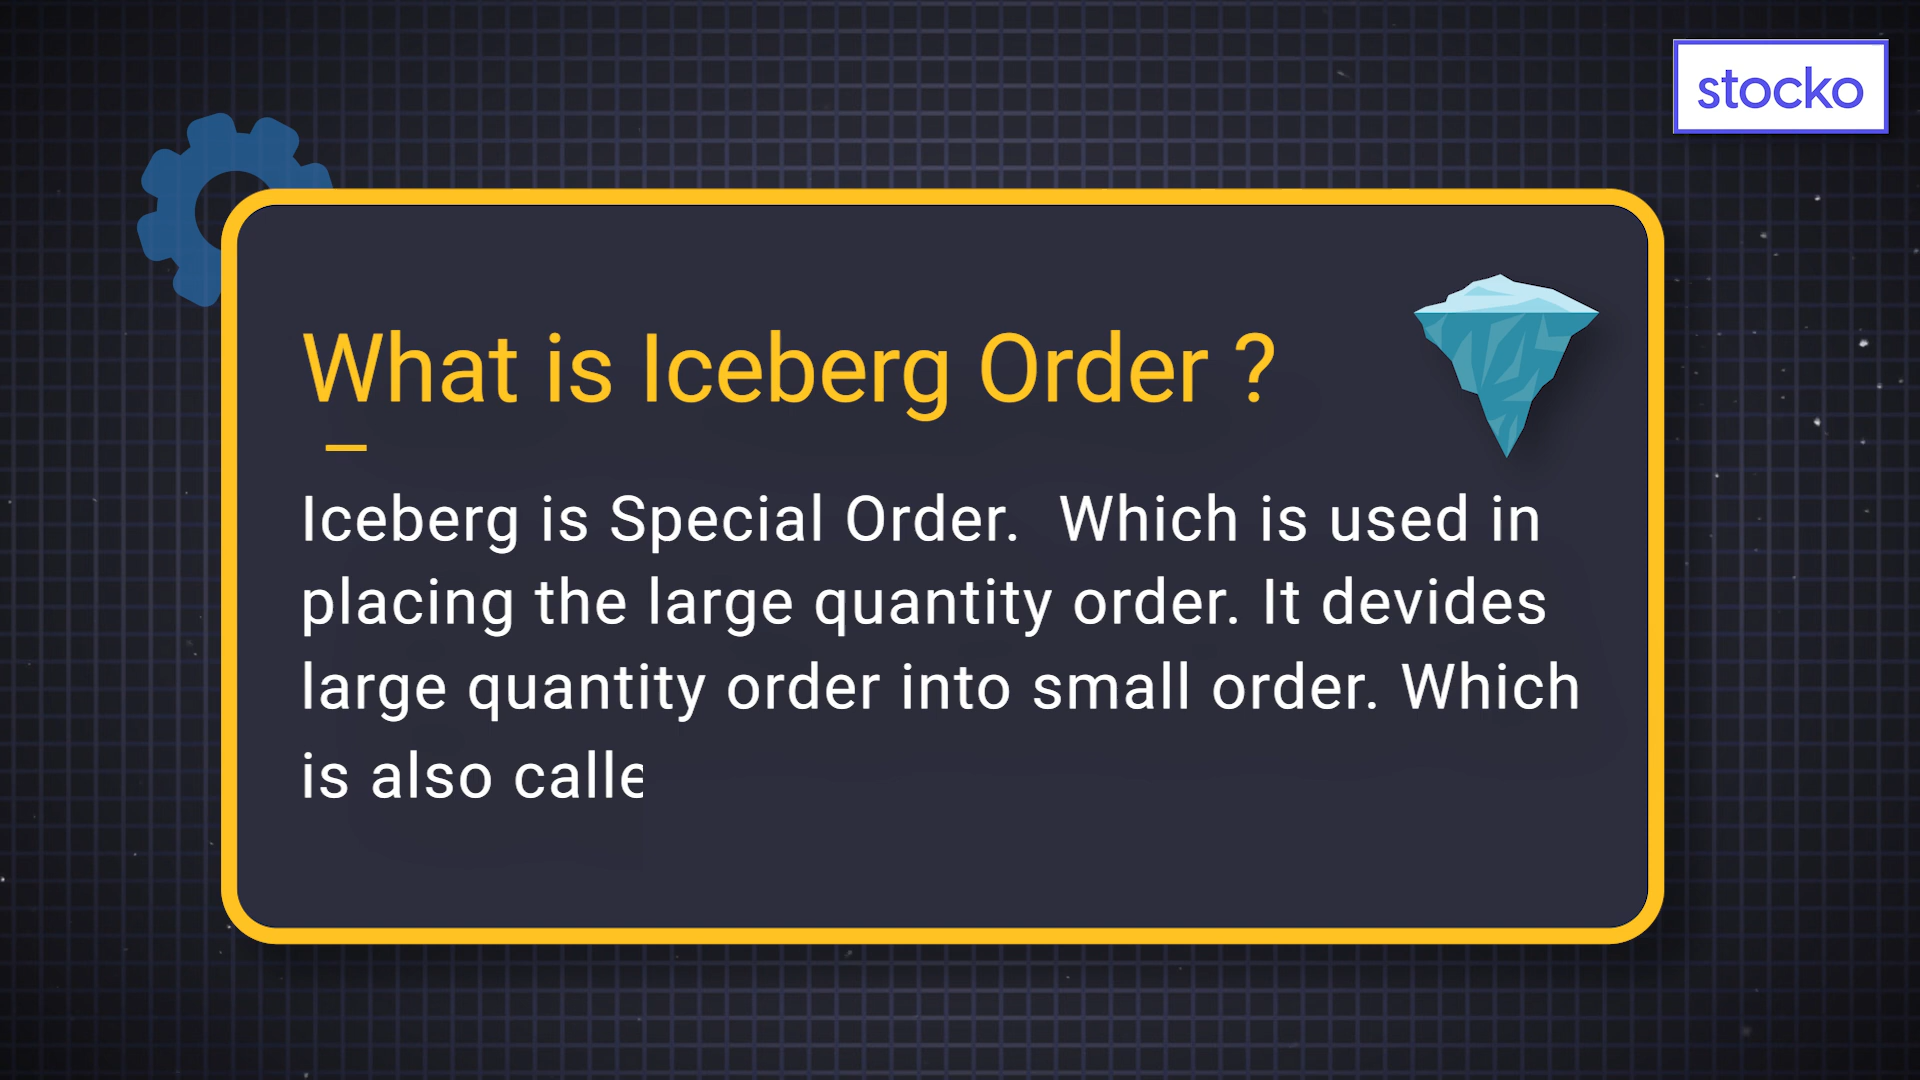 stocko
What is Iceberg Order ?
Iceberg is Special Order.  Which is used in
placing the large quantity order. It devides
large quantity order into small order. Which
is also calle